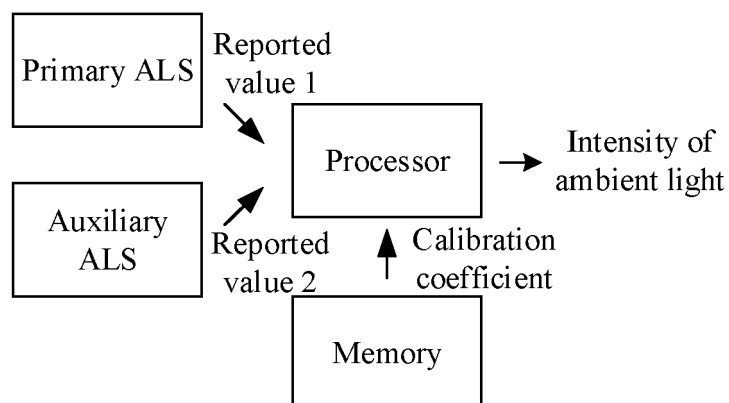 Primary ALS
Reported
value 1
Processor
Intensity of
ambient light
Auxiliary
ALS
Reported
value 2
Calibration
coefficient
Memory